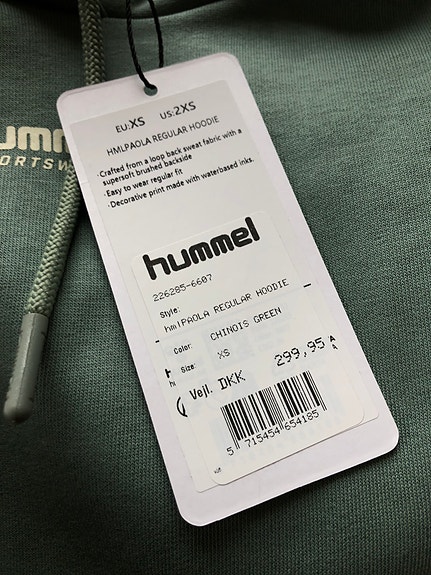 EU:XS US:2XS
HMLPAOLA REGULAR HOODIE
·Crafted from a loop back sweat fabric with a
supersoft brushed backside
·Easy to wear regular fit
·Decorative print made with waterbased inks.
hummel
226285-6607
Style:
hmlPAOLA REGULAR HOODIE
Color: CHINOIS GREEN
Size: XS
Vejl. DKK 299,95
5 715454 654185